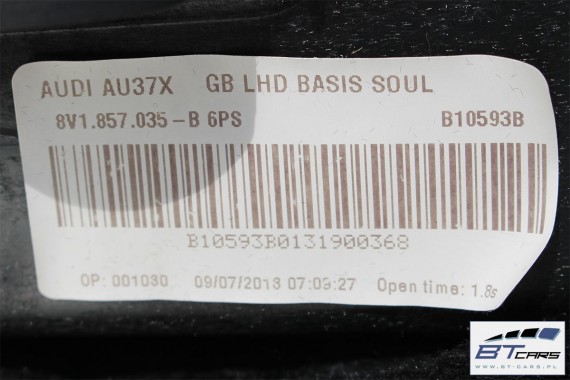 AUDI AU37X GB LHD BASIS SOUL
8V1.857.035-B 6PS B10593B
B10593B0131900368
OP: 001030 09/07/2013 07:09:27 Open time: 1.8s
BT CARS
WWW.BT-CARS.PL